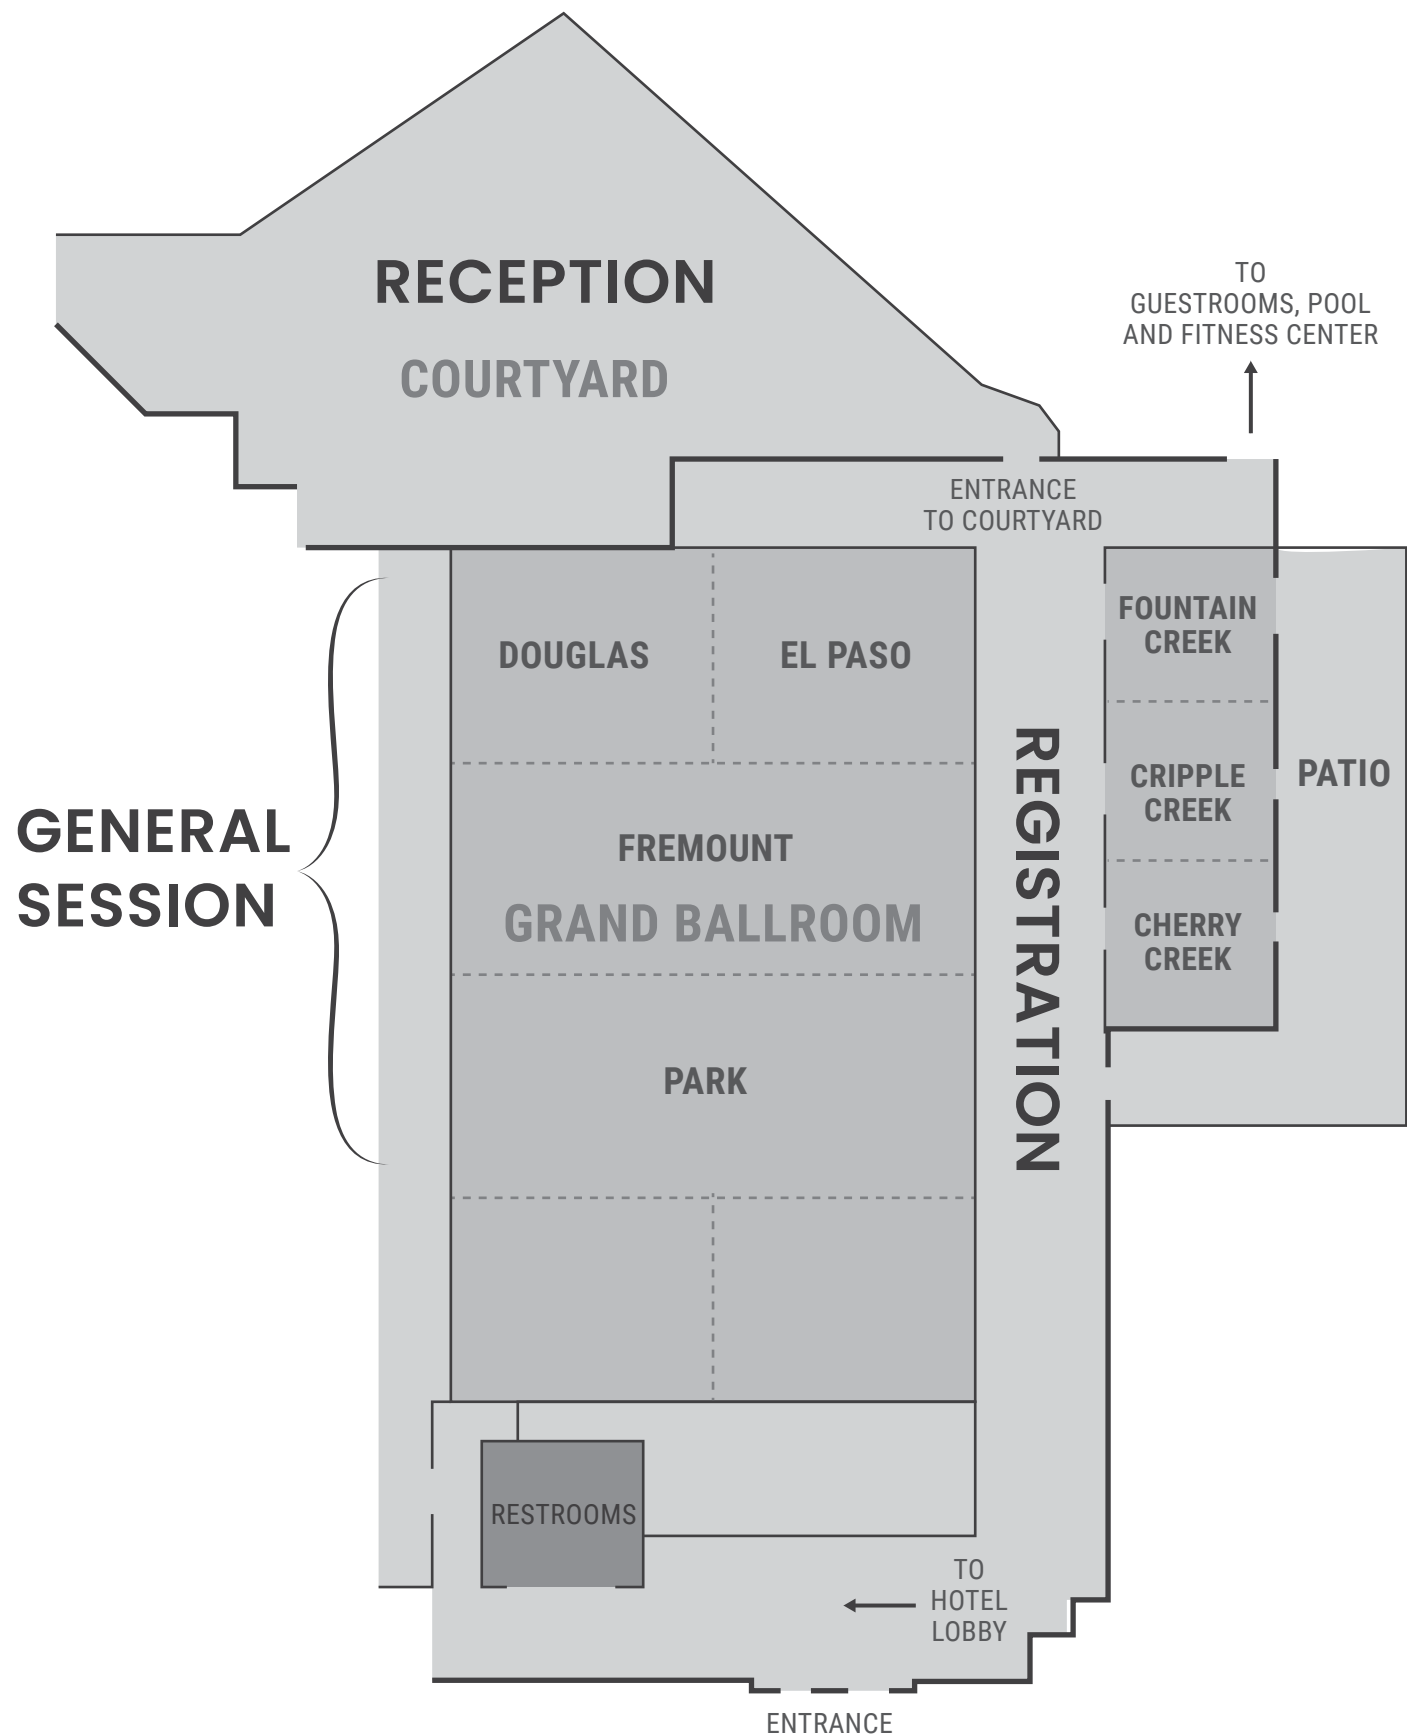 RECEPTION
COURTYARD
TO
GUESTROOMS, POOL
AND FITNESS CENTER
ENTRANCE
TO COURTYARD
DOUGLAS
EL PASO
FOUNTAIN
CREEK
GENERAL
SESSION
FREMOUNT
GRAND BALLROOM
REGISTRATION
CRIPPLE
CREEK
PATIO
CHERRY
CREEK
PARK
RESTROOMS
TO
HOTEL
LOBBY
ENTRANCE